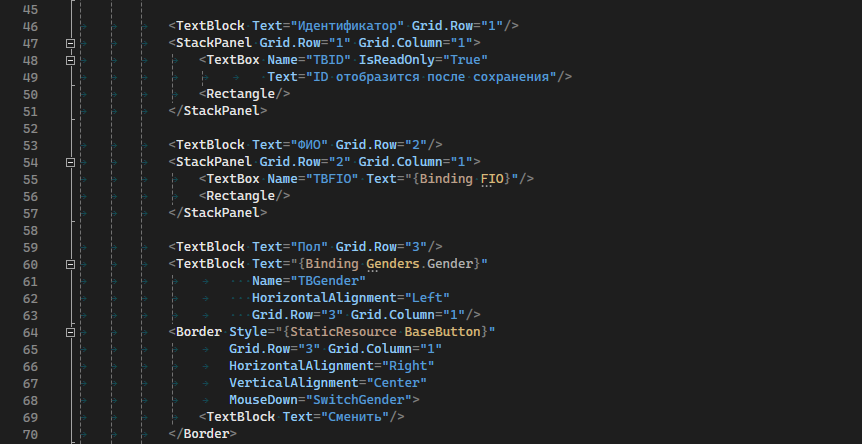 45
46 <TextBlock Text="Идентификатор" Grid.Row="1"/>
47 <StackPanel Grid.Row="1" Grid.Column="1">
48 <TextBox Name="TBID" IsReadOnly="True"
49 Text="ID отобразится после сохранения"/>
50 <Rectangle/>
51 </StackPanel>
52
53 <TextBlock Text="ФИО" Grid.Row="2"/>
54 <StackPanel Grid.Row="2" Grid.Column="1">
55 <TextBox Name="TBFIO" Text="{Binding FIO}"/>
56 <Rectangle/>
57 </StackPanel>
58
59 <TextBlock Text="Пол" Grid.Row="3"/>
60 <TextBlock Text="{Binding Genders.Gender}"
61 Name="TBGender"
62 HorizontalAlignment="Left"
63 Grid.Row="3" Grid.Column="1"/>
64 <Border Style="{StaticResource BaseButton}"
65 Grid.Row="3" Grid.Column="1"
66 HorizontalAlignment="Right"
67 VerticalAlignment="Center"
68 MouseDown="SwitchGender">
69 <TextBlock Text="Сменить"/>
70 </Border>